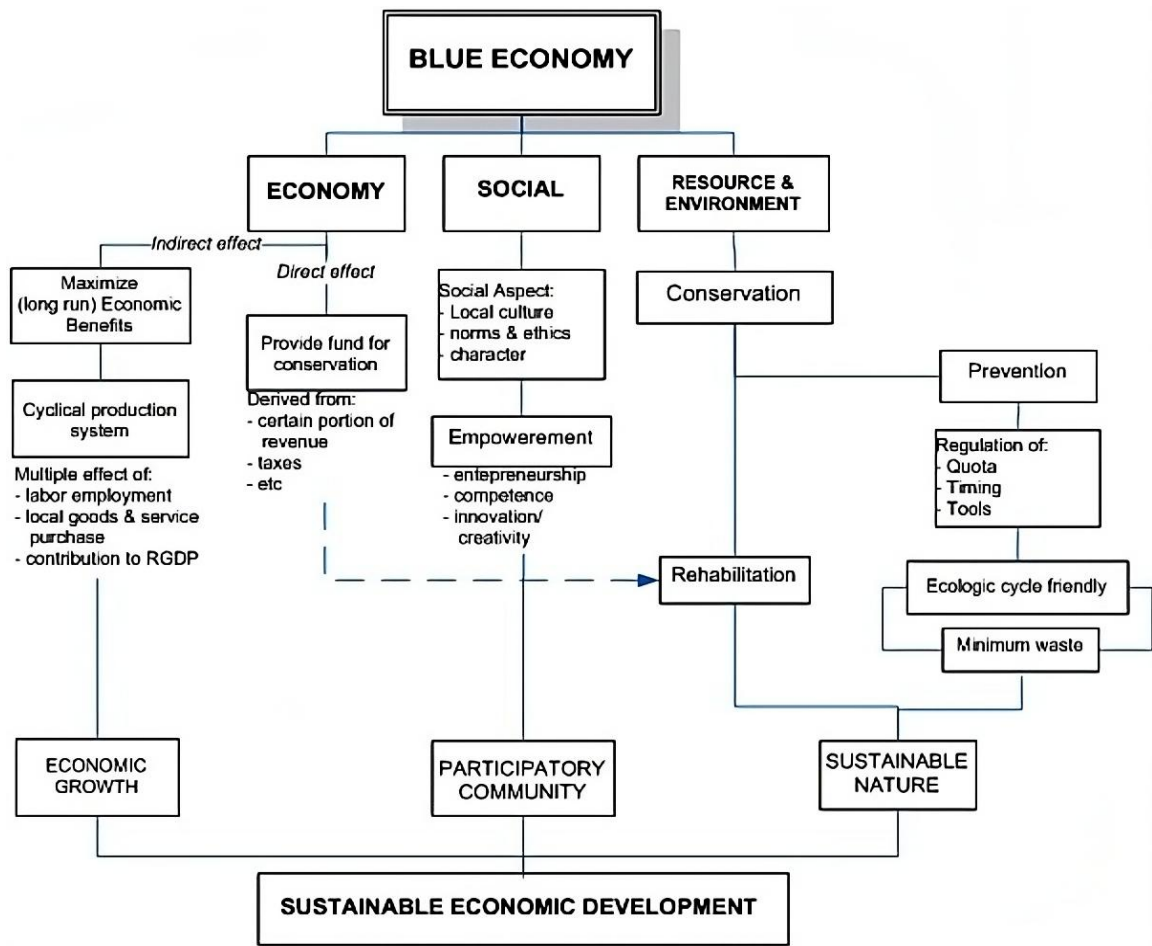 BLUE ECONOMY
ECONOMY
SOCIAL
RESOURCE &
ENVIRONMENT
Indirect effect
Direct effect
Maximize
(long run) Economic
Benefits
Cyclical production
system
Multiple effect of:
- labor employment
- local goods & service
purchase
- contribution to RGDP
Provide fund for
conservation
Derived from:
- certain portion of
revenue
- taxes
- etc
Social Aspect:
- Local culture
- norms & ethics
- character
Empowerement
- entepreneurship
- competence
- innovation/
creativity
Conservation
Prevention
Regulation of:
- Quota
- Timing
- Tools
Rehabilitation
Ecologic cycle friendly
Minimum waste
ECONOMIC
GROWTH
PARTICIPATORY
COMMUNITY
SUSTAINABLE
NATURE
SUSTAINABLE ECONOMIC DEVELOPMENT